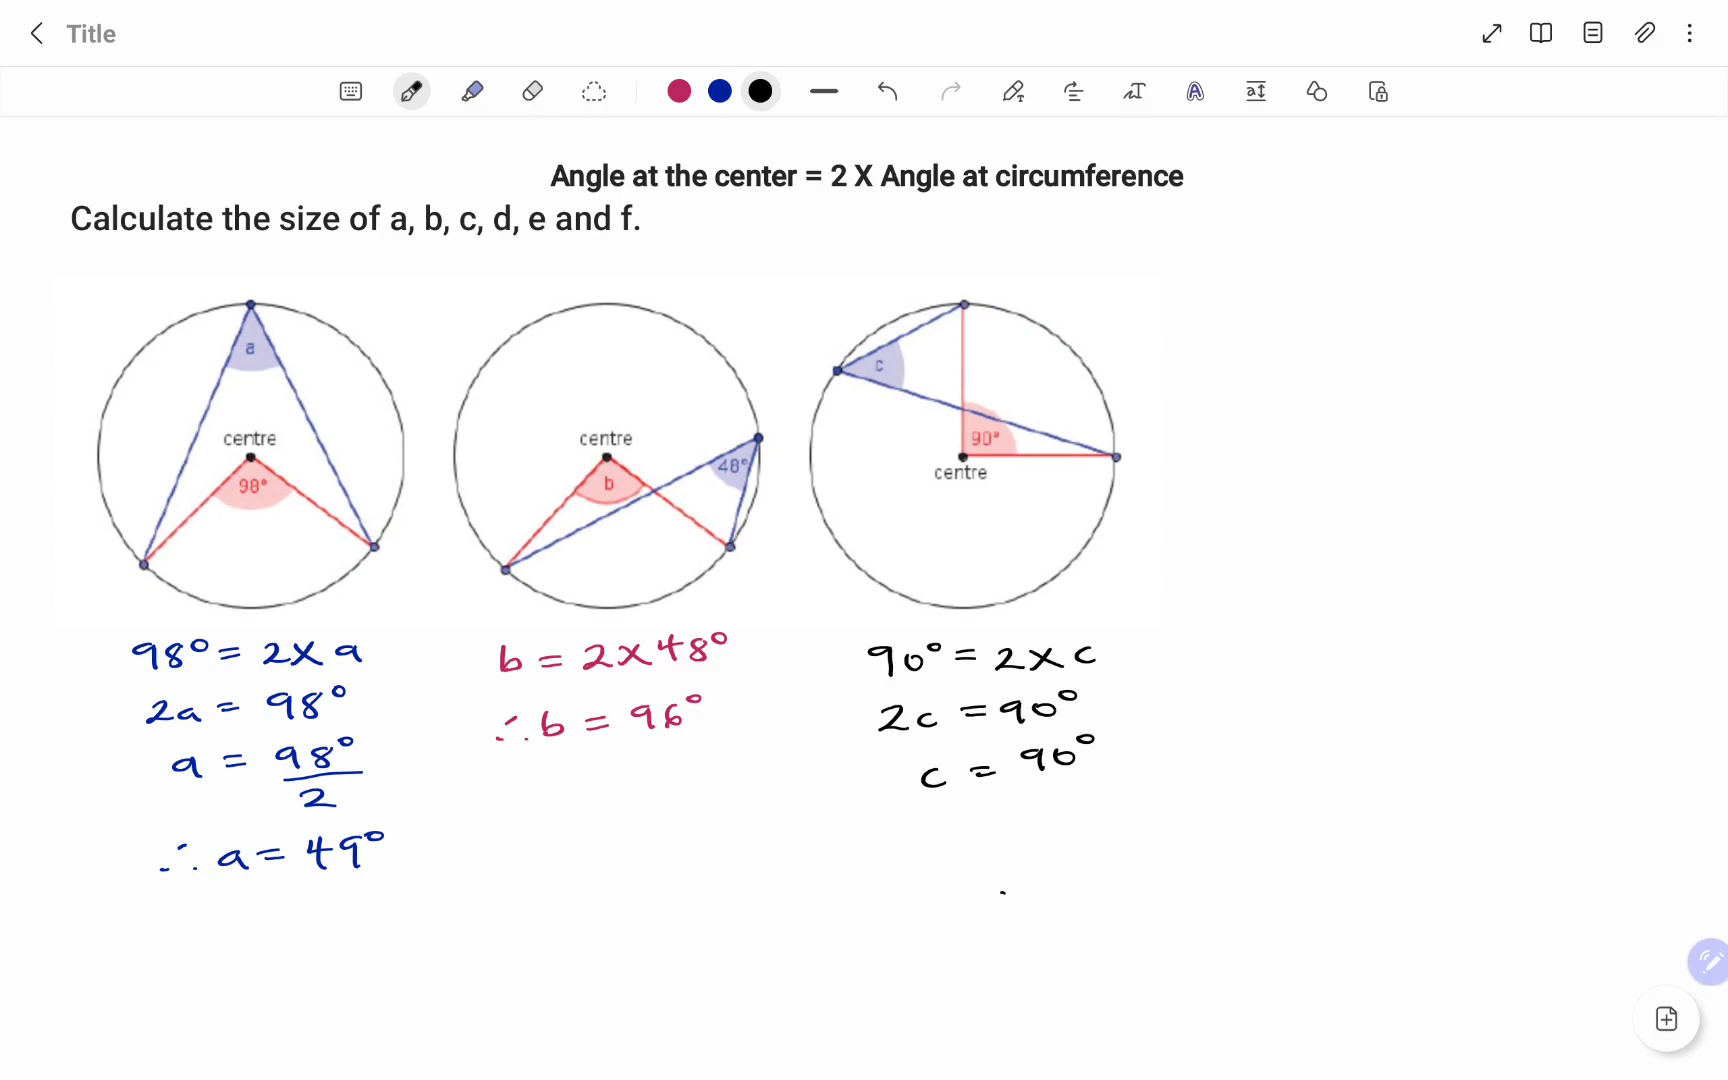 Title
Angle at the center = 2 X Angle at circumference
Calculate the size of a, b, c, d, e and f.
a
centre
98°
centre
48°
b
c
90°
centre
98° = 2 X a
2a = 98°
a = 98°
2
∴ a = 49°
b = 2 X 48°
∴ b = 96°
90° = 2 X c
2c = 90°
c = 90°